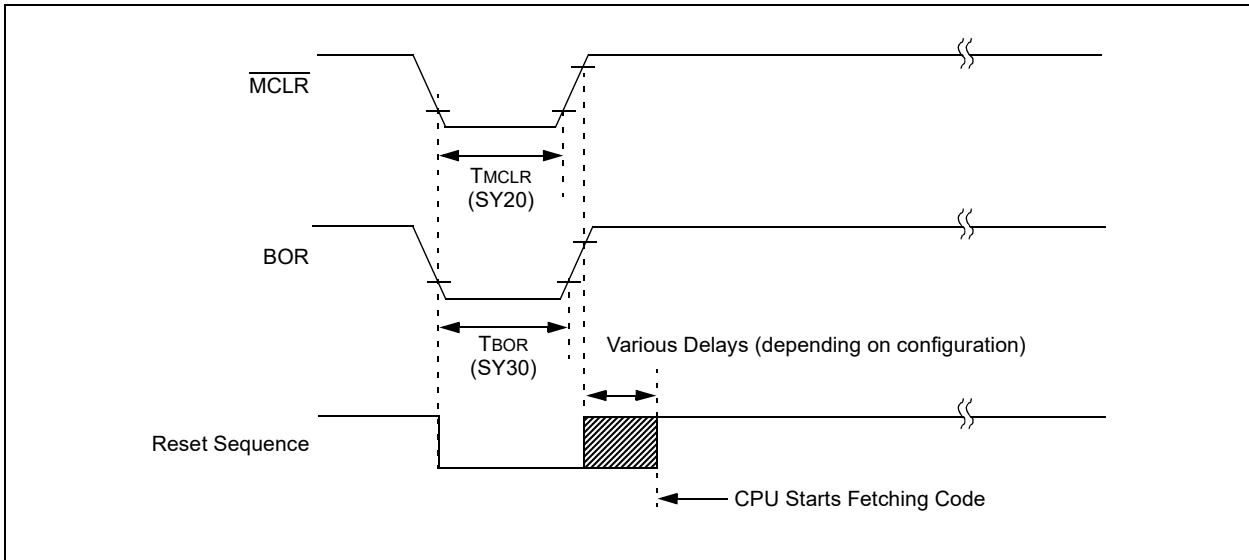 MCLR
TMCLR
(SY20)
BOR
TBOR
(SY30)
Various Delays (depending on configuration)
Reset Sequence
CPU Starts Fetching Code